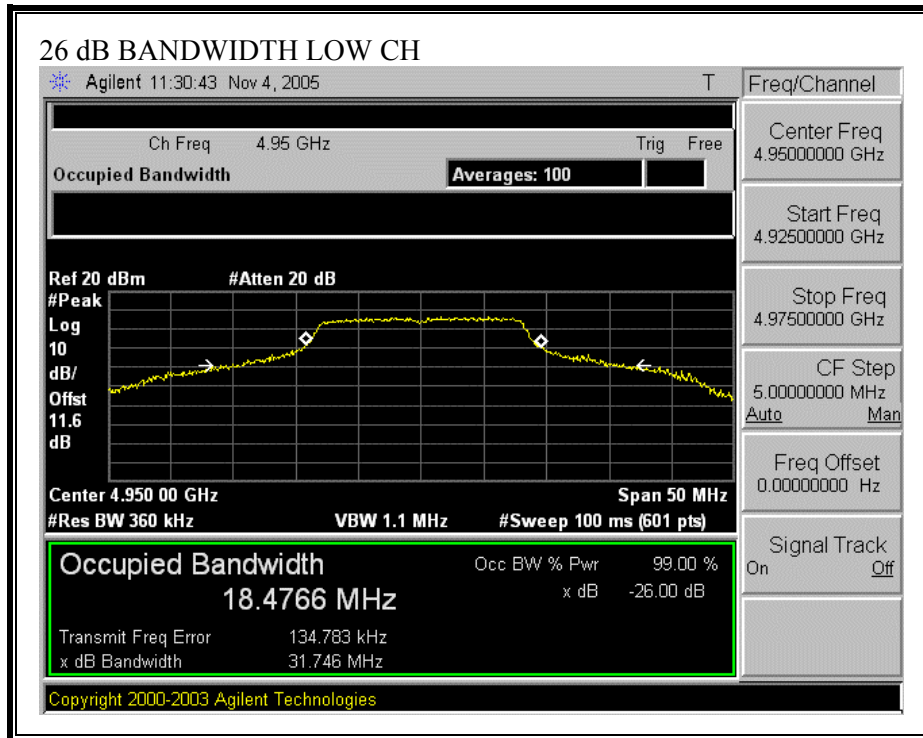 26 dB BANDWIDTH LOW CH
Agilent 11:30:43 Nov 4, 2005 T
Freq/Channel
Ch Freq 4.95 GHz Trig Free
Occupied Bandwidth Averages: 100
Center Freq
4.95000000 GHz
Start Freq
4.92500000 GHz
Stop Freq
4.97500000 GHz
CF Step
5.00000000 MHz
Auto Man
Freq Offset
0.00000000 Hz
Signal Track
On Off
Ref 20 dBm #Atten 20 dB
#Peak
Log
10
dB/
Offst
11.6
dB
Center 4.950 00 GHz Span 50 MHz
#Res BW 360 kHz VBW 1.1 MHz #Sweep 100 ms (601 pts)
Occupied Bandwidth Occ BW % Pwr 99.00 %
18.4766 MHz x dB -26.00 dB
Transmit Freq Error 134.783 kHz
x dB Bandwidth 31.746 MHz
Copyright 2000-2003 Agilent Technologies